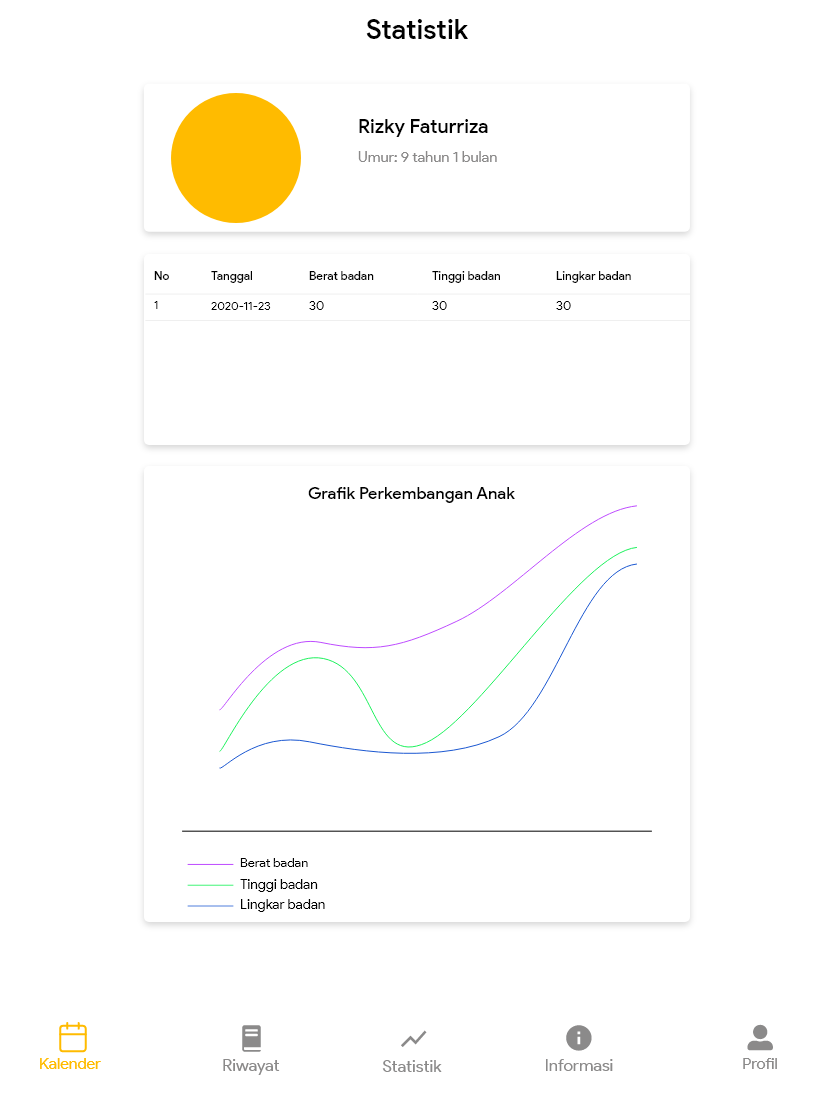 Statistik
Rizky Faturriza
Umur: 9 tahun 1 bulan
No Tanggal Berat badan Tinggi badan Lingkar badan
1 2020-11-23 30 30 30
Grafik Perkembangan Anak
Berat badan
Tinggi badan
Lingkar badan
Kalender Riwayat Statistik Informasi Profil